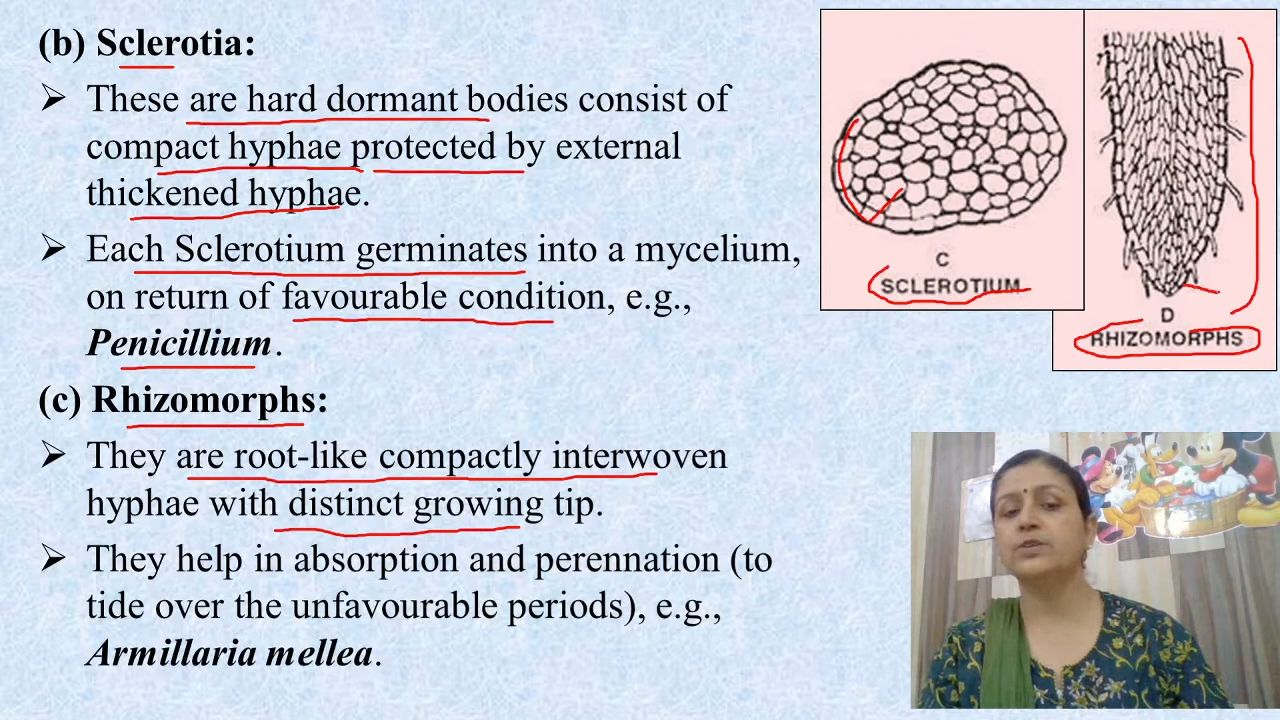 (b) Sclerotia:
➢ These are hard dormant bodies consist of
compact hyphae protected by external
thickened hyphae.
➢ Each Sclerotium germinates into a mycelium,
on return of favourable condition, e.g.,
Penicillium.
(c) Rhizomorphs:
➢ They are root-like compactly interwoven
hyphae with distinct growing tip.
➢ They help in absorption and perennation (to
tide over the unfavourable periods), e.g.,
Armillaria mellea.
C
SCLEROTIUM
D
RHIZOMORPHS